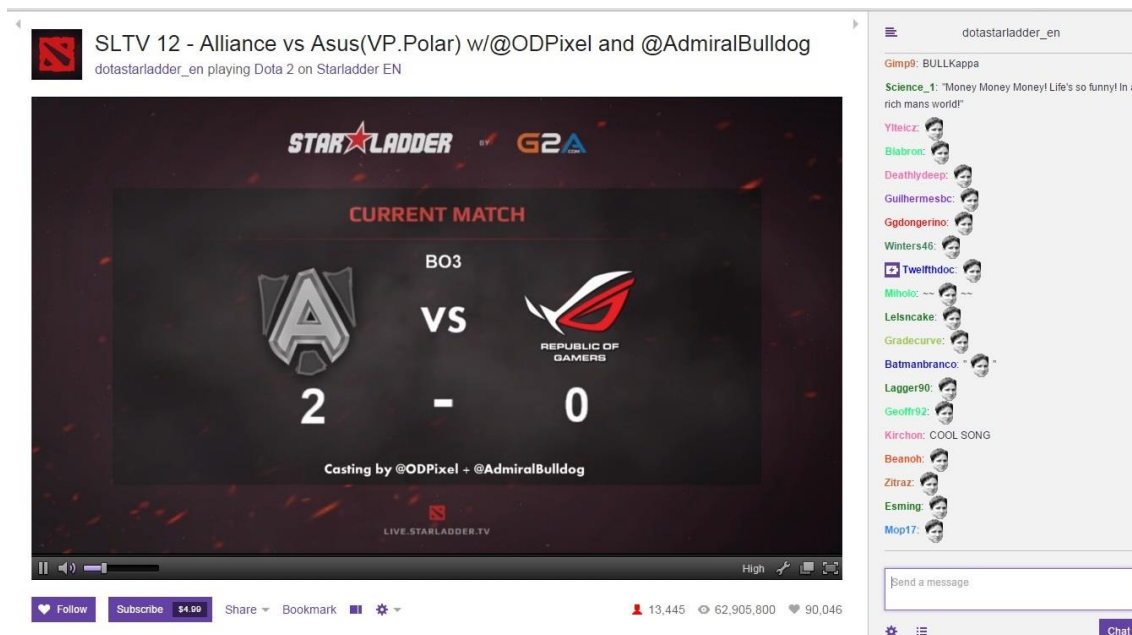 SLTV 12 - Alliance vs Asus(VP.Polar) w/@ODPixel and @AdmiralBulldog
dotastarladder_en playing Dota 2 on Starladder EN
STAR LADDER BY G2A
.COM
CURRENT MATCH
BO3
A
VS
REPUBLIC OF
GAMERS
2 - 0
Casting by @ODPixel + @AdmiralBulldog
LIVE.STARLADDER.TV
High
Follow
Subscribe $4.99
Share
Bookmark
13,445
62,905,800
90,046
dotastarladder_en
Gimp9: BULLKappa
Science_1: "Money Money Money! Life's so funny! In a
rich mans world!"
Ylteicz:
Blabron:
Deathlydeep:
Guilhermesbc:
Ggdongerino:
Winters46:
Twelfthdoc:
Miholo: ~~ ~~
Lelsncake:
Gradecurve:
Batmanbranco: " "
Lagger90:
Geoffr92:
Kirchon: COOL SONG
Beanoh:
Zitraz:
Esming:
Mop17:
Send a message
Chat